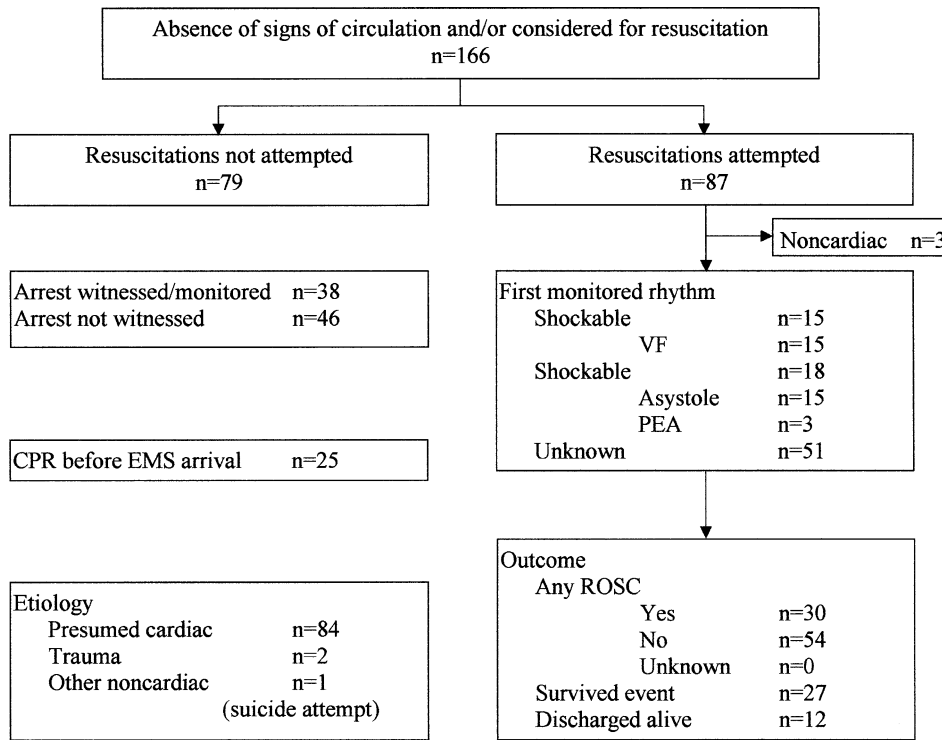 Absence of signs of circulation and/or considered for resuscitation
n=166
Resuscitations not attempted
n=79
Resuscitations attempted
n=87
Noncardiac n=3
Arrest witnessed/monitored n=38
Arrest not witnessed n=46
First monitored rhythm
Shockable n=15
VF n=15
Shockable n=18
Asystole n=15
PEA n=3
Unknown n=51
CPR before EMS arrival n=25
Etiology
Presumed cardiac n=84
Trauma n=2
Other noncardiac n=1
(suicide attempt)
Outcome
Any ROSC
Yes n=30
No n=54
Unknown n=0
Survived event n=27
Discharged alive n=12